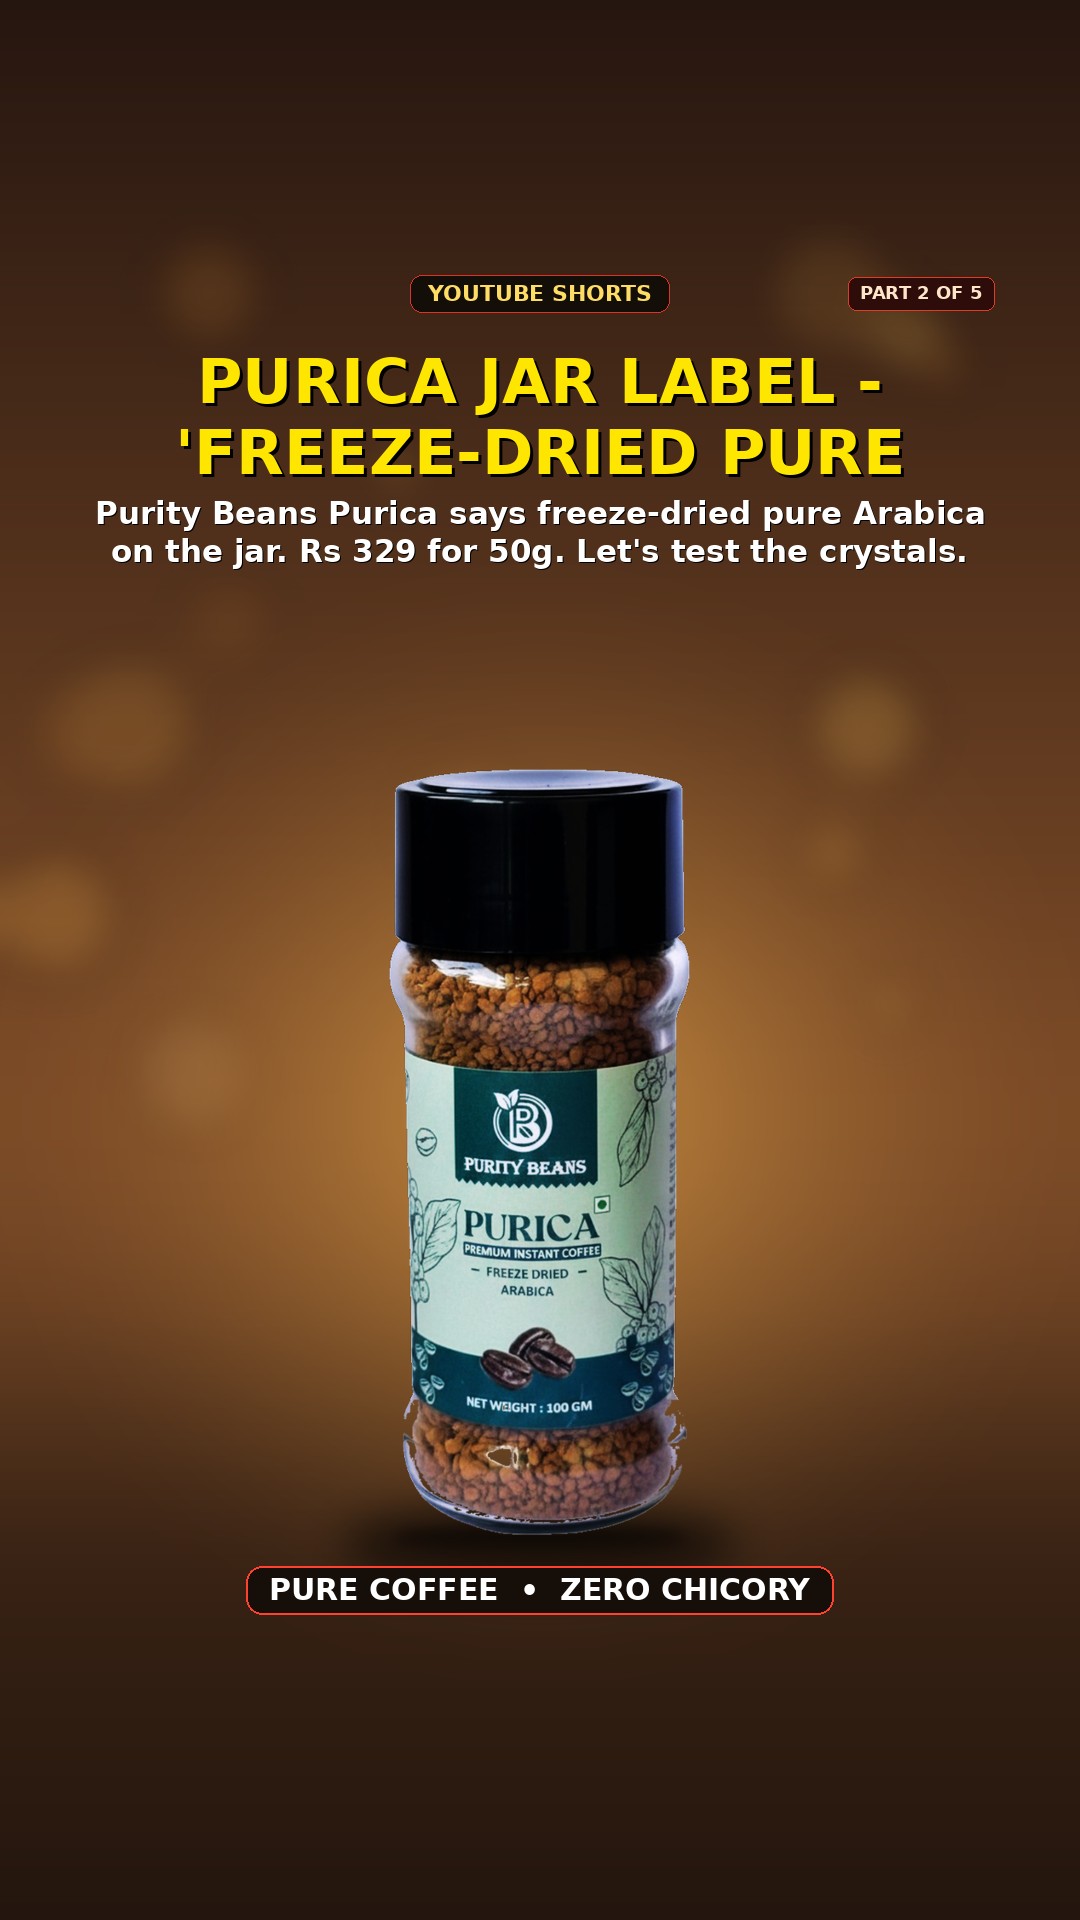 YOUTUBE SHORTS
PART 2 OF 5
PURICA JAR LABEL -
'FREEZE-DRIED PURE
Purity Beans Purica says freeze-dried pure Arabica
on the jar. Rs 329 for 50g. Let's test the crystals.
PURITY BEANS
PURICA
PREMIUM INSTANT COFFEE
- FREEZE DRIED -
ARABICA
NET WEIGHT : 100 GM
PURE COFFEE • ZERO CHICORY